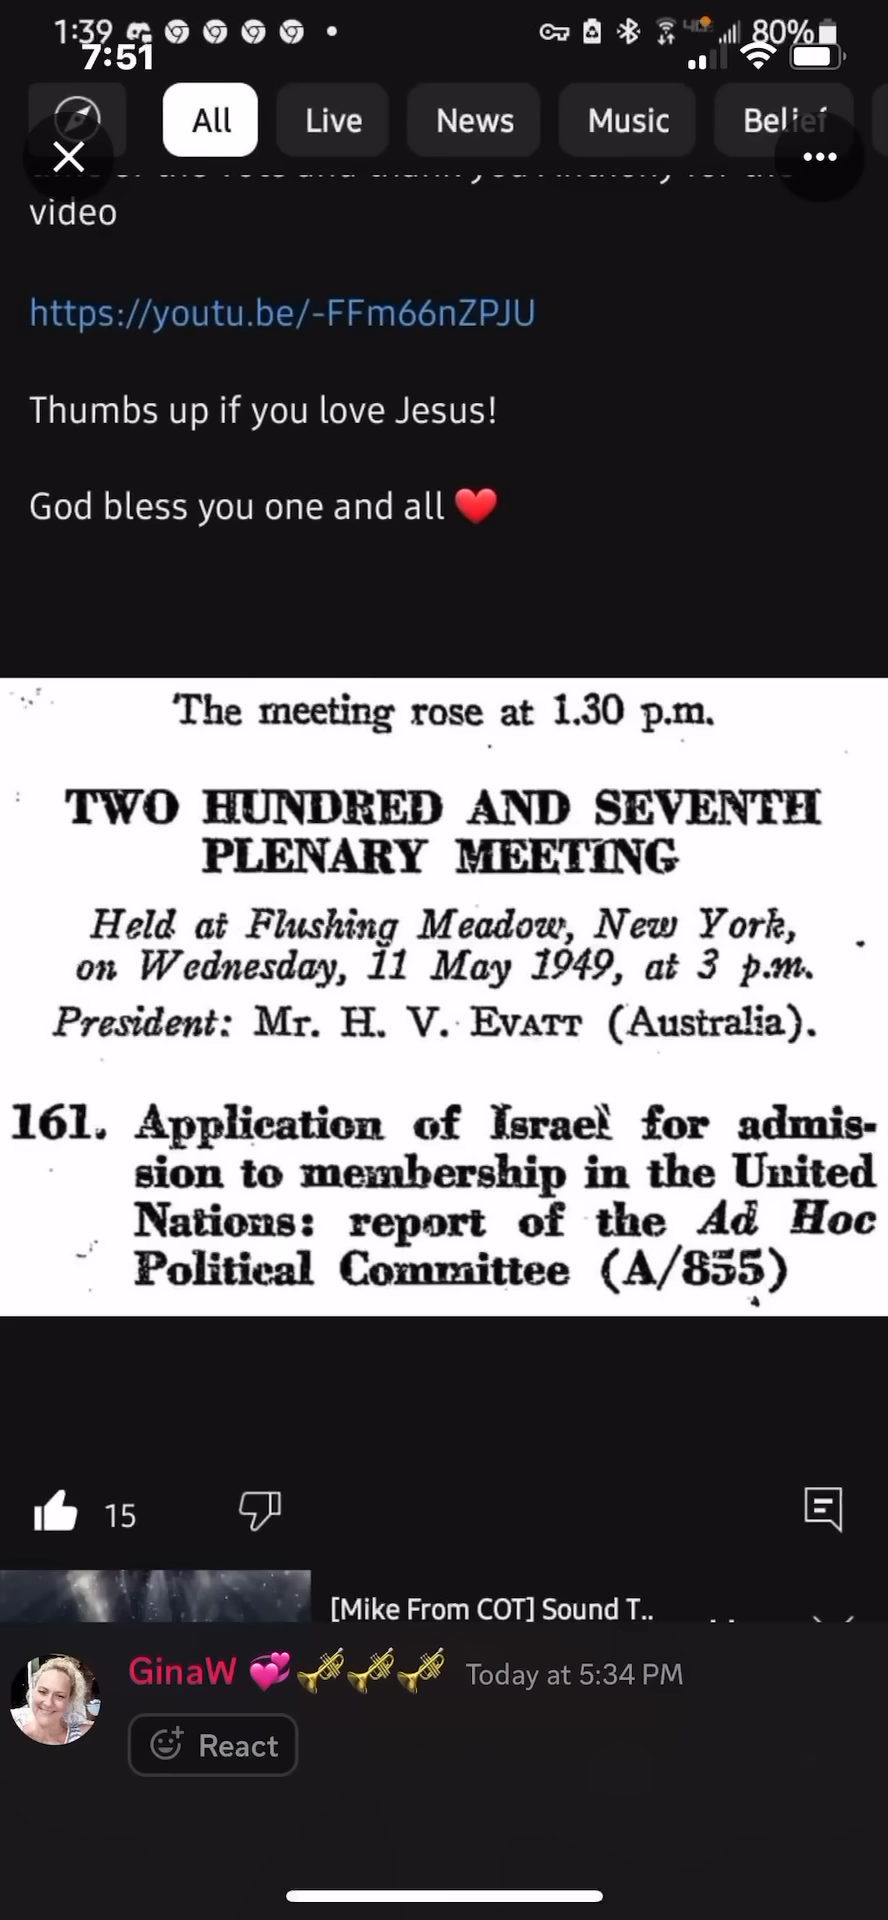 1:39
80%
7:51
All Live News Music Belief
video
https://youtu.be/-FFm66nZPJU
Thumbs up if you love Jesus!
God bless you one and all ❤️
The meeting rose at 1.30 p.m.
TWO HUNDRED AND SEVENTH
PLENARY MEETING
Held at Flushing Meadow, New York,
on Wednesday, 11 May 1949, at 3 p.m.
President: Mr. H. V. EVATT (Australia).
161. Application of Israel for admis-
sion to membership in the United
Nations: report of the Ad Hoc
Political Committee (A/855)
15
[Mike From COT] Sound T..
GinaW 💞🎺🎺🎺 Today at 5:34 PM
React